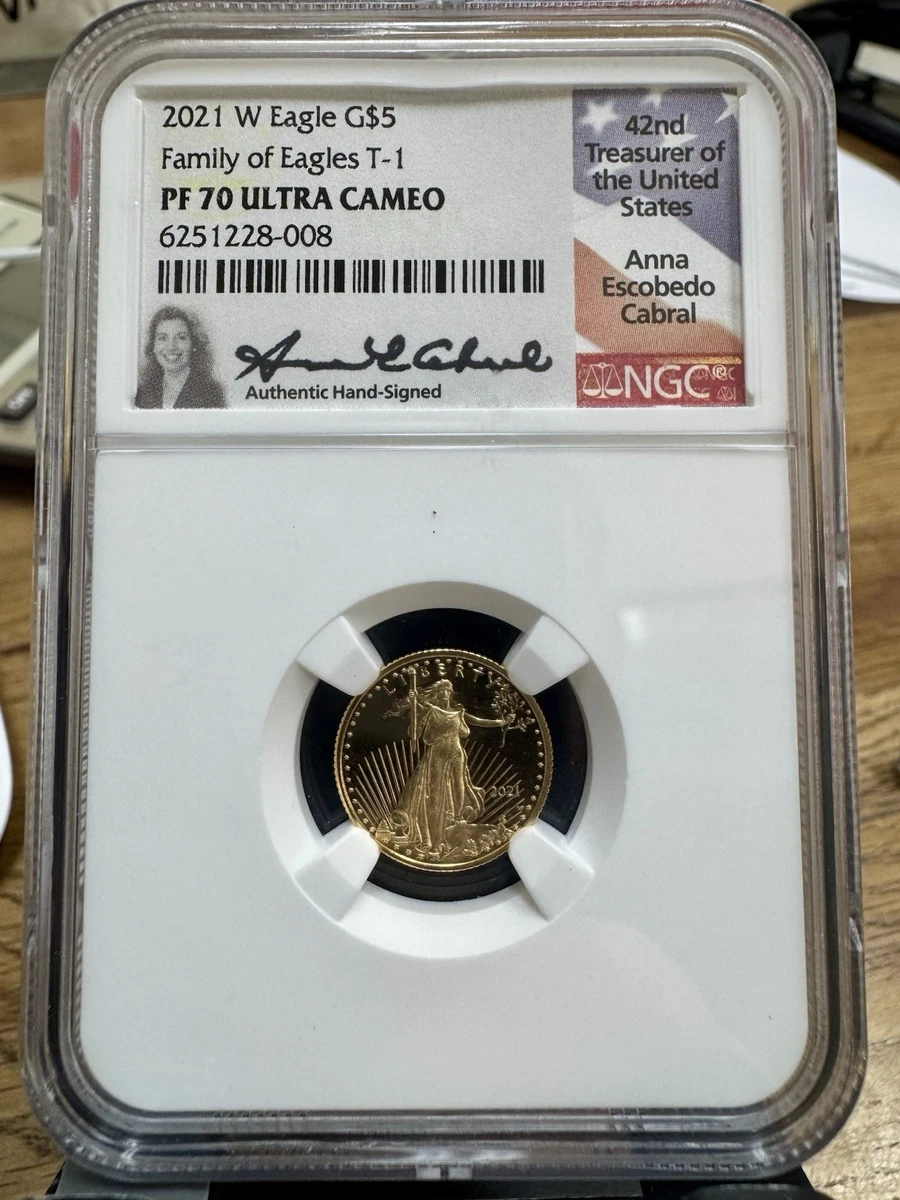 2021 W Eagle G$5
Family of Eagles T-1
PF 70 ULTRA CAMEO
6251228-008
Authentic Hand-Signed
42nd
Treasurer of
the United
States
Anna
Escobedo
Cabral
NGC®
LIBERTY
2021